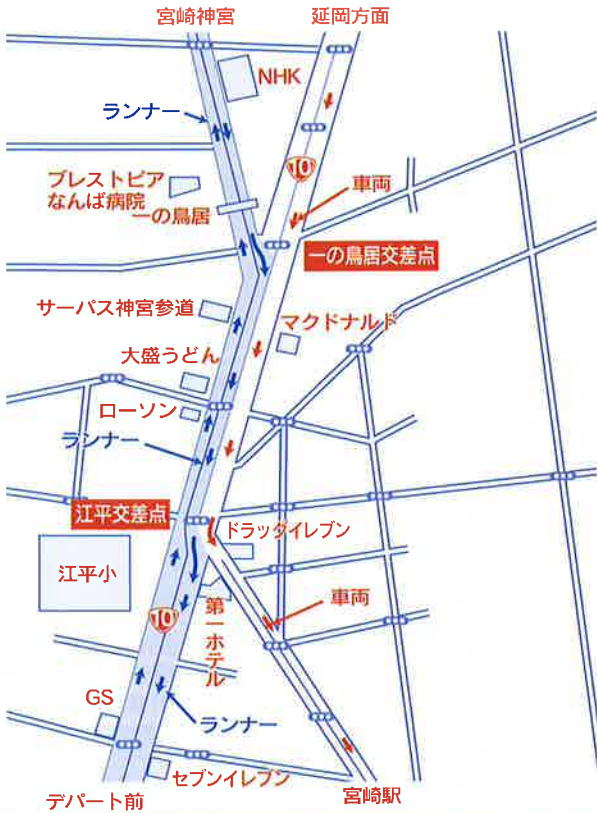 宮崎神宮
延岡方面
NHK
ランナー
10
車両
ブレストピア
なんば病院
一の鳥居
一の鳥居交差点
サーパス神宮参道
マクドナルド
大盛うどん
ローソン
ランナー
江平交差点
ドラッグイレブン
江平小
10
第一ホテル
車両
GS
ランナー
セブンイレブン
デパート前
宮崎駅